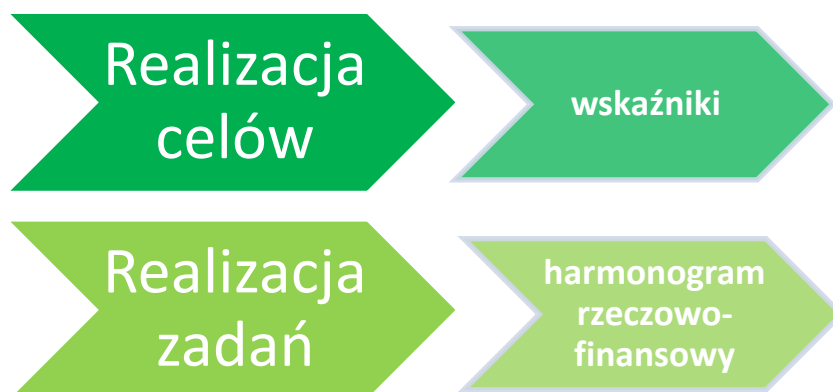 Realizacja
celów
wskaźniki
Realizacja
zadań
harmonogram
rzeczowo-
finansowy